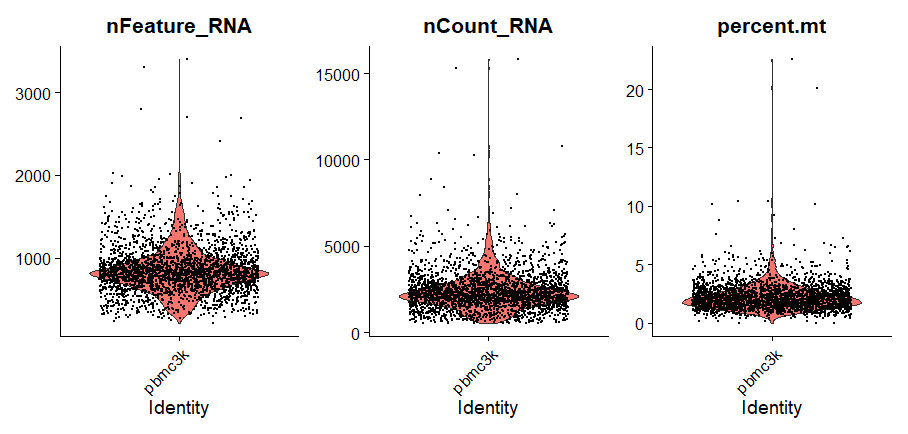 nFeature_RNA
3000
2000
1000
pbmc3k
Identity
nCount_RNA
15000
10000
5000
0
pbmc3k
Identity
percent.mt
20
15
10
5
0
pbmc3k
Identity